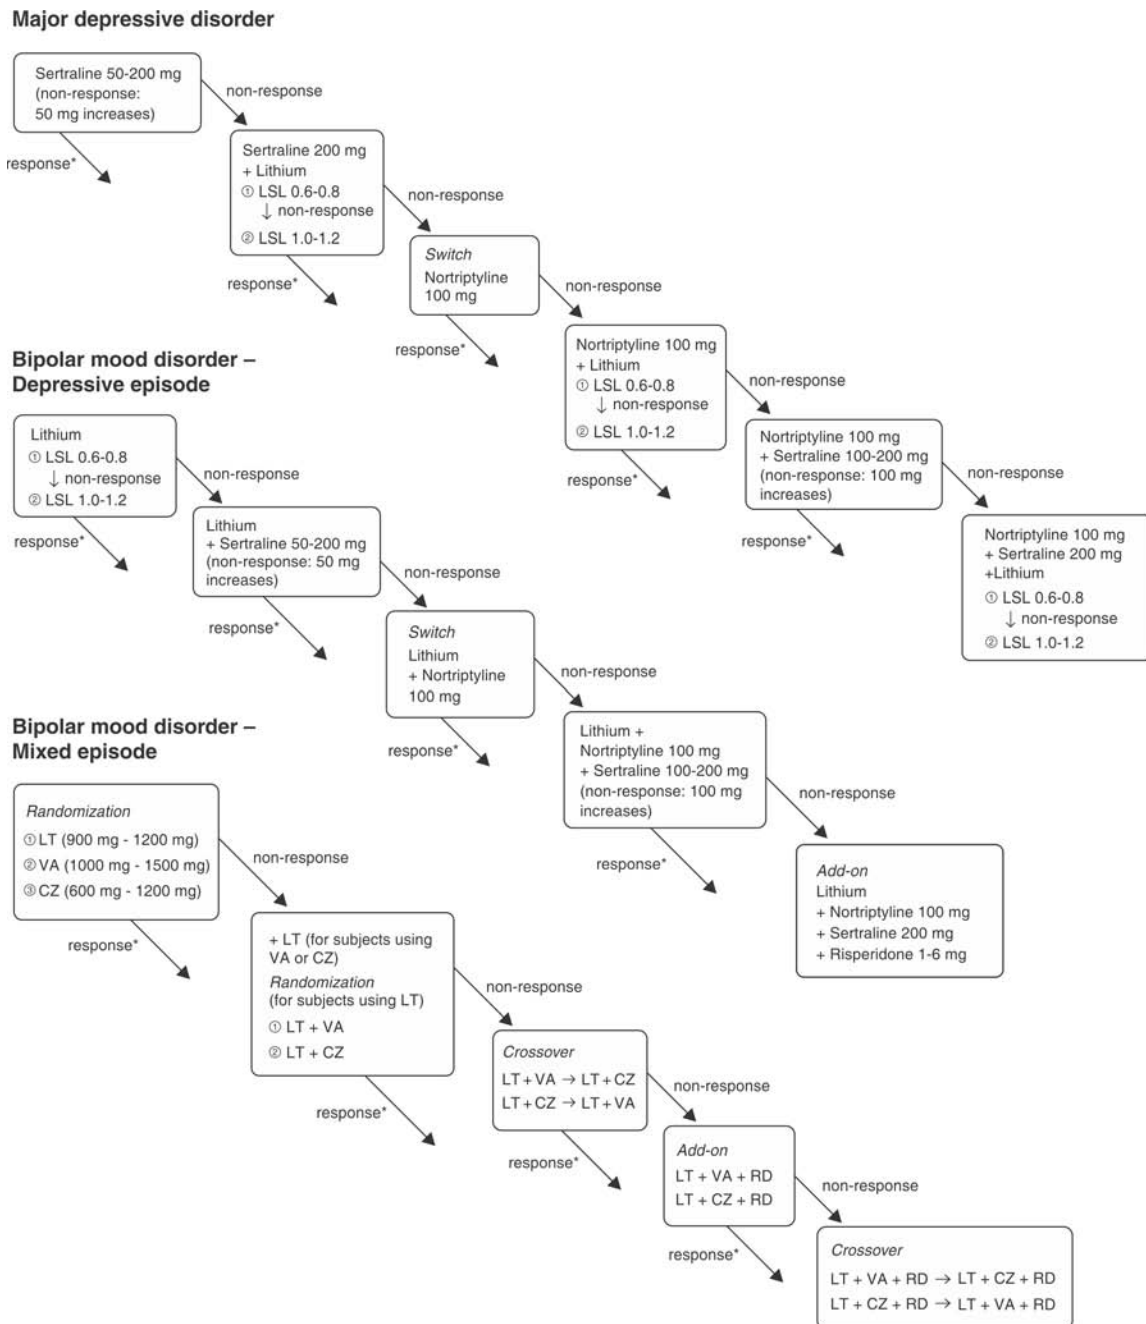 Major depressive disorder
Sertraline 50-200 mg
(non-response:
50 mg increases)
non-response
response*
Sertraline 200 mg
+ Lithium
① LSL 0.6-0.8
↓ non-response
② LSL 1.0-1.2
non-response
response*
Switch
Nortriptyline
100 mg
non-response
response*
Nortriptyline 100 mg
+ Lithium
① LSL 0.6-0.8
↓ non-response
② LSL 1.0-1.2
non-response
response*
Nortriptyline 100 mg
+ Sertraline 100-200 mg
(non-response: 100 mg
increases)
non-response
response*
Nortriptyline 100 mg
+ Sertraline 200 mg
+Lithium
① LSL 0.6-0.8
↓ non-response
② LSL 1.0-1.2
Bipolar mood disorder –
Depressive episode
Lithium
① LSL 0.6-0.8
↓ non-response
② LSL 1.0-1.2
non-response
response*
Lithium
+ Sertraline 50-200 mg
(non-response: 50 mg
increases)
non-response
response*
Switch
Lithium
+ Nortriptyline
100 mg
non-response
response*
Lithium +
Nortriptyline 100 mg
+ Sertraline 100-200 mg
(non-response: 100 mg
increases)
non-response
response*
Add-on
Lithium
+ Nortriptyline 100 mg
+ Sertraline 200 mg
+ Risperidone 1-6 mg
Bipolar mood disorder –
Mixed episode
Randomization
① LT (900 mg - 1200 mg)
② VA (1000 mg - 1500 mg)
③ CZ (600 mg - 1200 mg)
non-response
response*
+ LT (for subjects using
VA or CZ)
Randomization
(for subjects using LT)
① LT + VA
② LT + CZ
non-response
response*
Crossover
LT + VA → LT + CZ
LT + CZ → LT + VA
non-response
response*
Add-on
LT + VA + RD
LT + CZ + RD
non-response
response*
Crossover
LT + VA + RD → LT + CZ + RD
LT + CZ + RD → LT + VA + RD